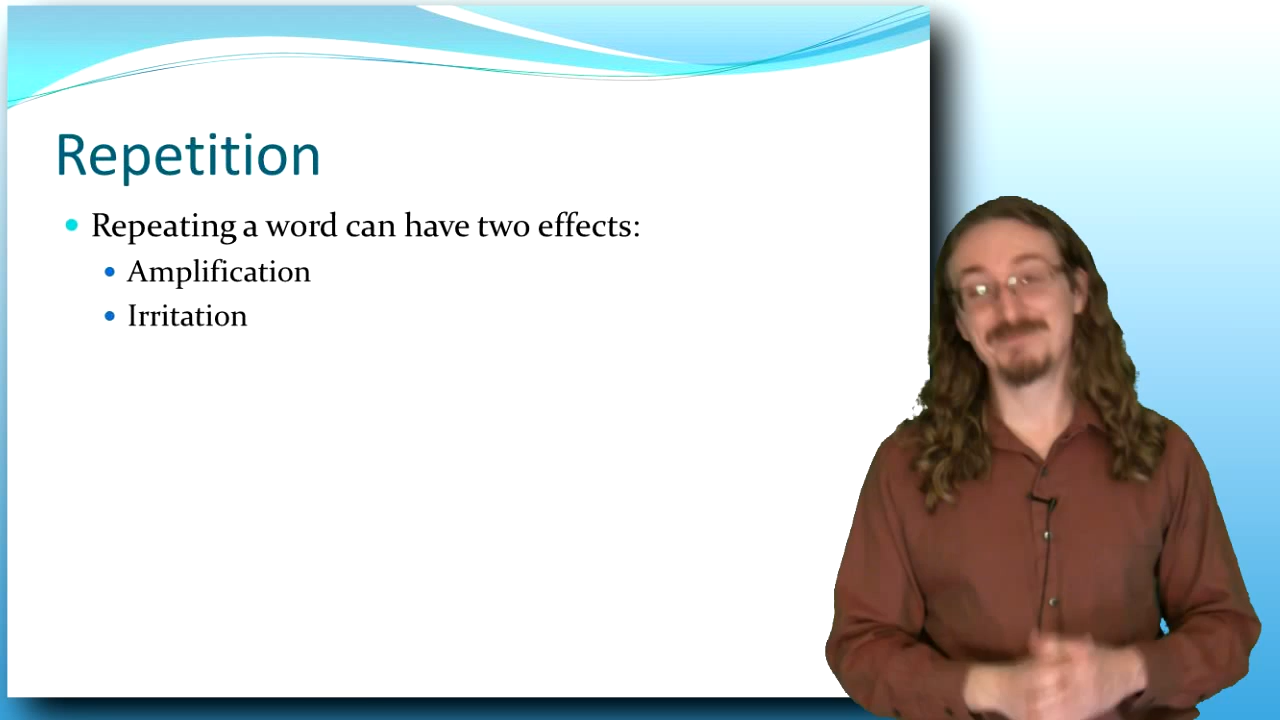 Repetition
Repeating a word can have two effects:
Amplification
Irritation